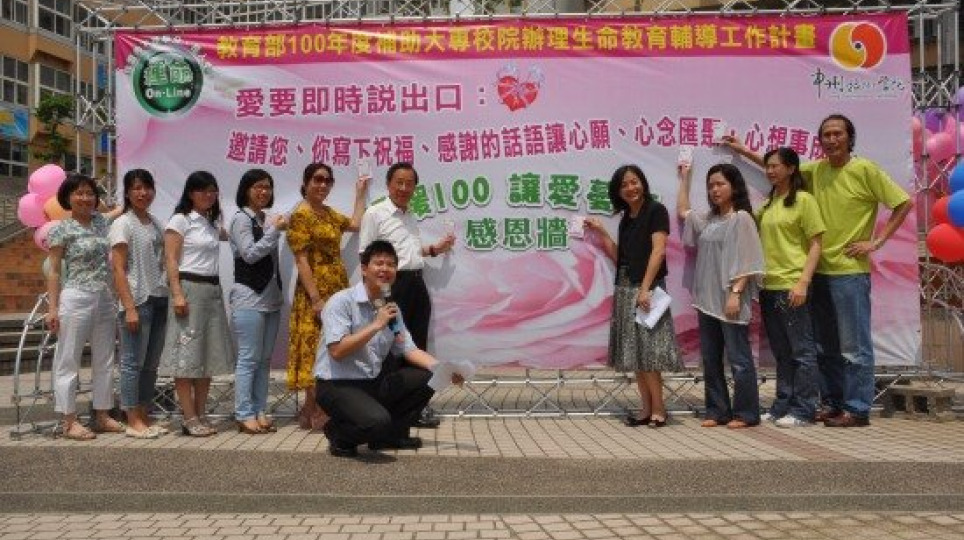 教育部100年度補助大專校院辦理生命教育輔導工作計畫
On-Line
愛要即時說出口：
邀請您、你寫下祝福、感謝的話語讓心願、心念匯聚，心想事成
100 讓愛
感恩牆